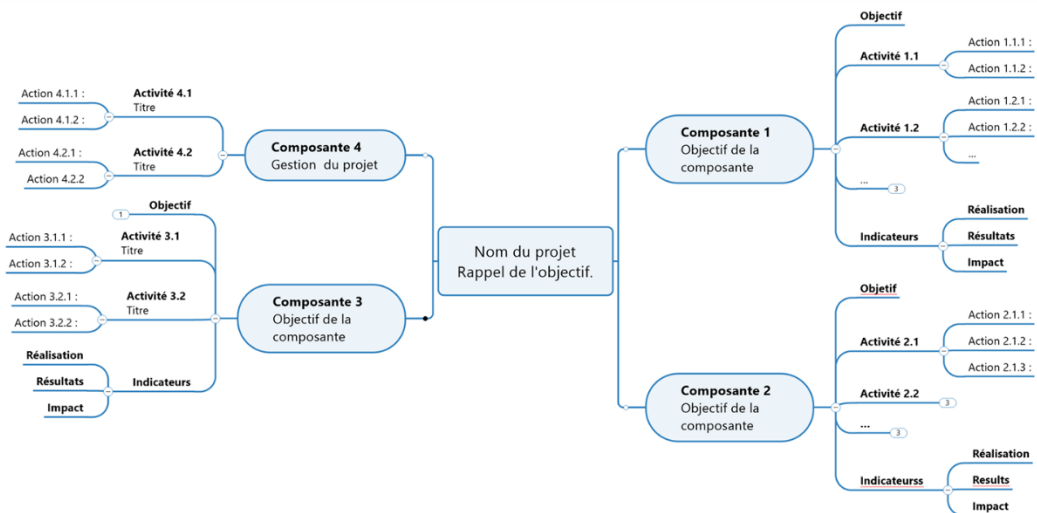 Nom du projet
Rappel de l'objectif.
Composante 1
Objectif de la
composante
Objectif
Activité 1.1
Action 1.1.1 :
Action 1.1.2 :
Activité 1.2
Action 1.2.1 :
Action 1.2.2 :
...
...
3
Indicateurs
Réalisation
Résultats
Impact
Composante 2
Objectif de la
composante
Objetif
Activité 2.1
Action 2.1.1 :
Action 2.1.2 :
Action 2.1.3 :
Activité 2.2
3
...
3
Indicateurss
Réalisation
Results
Impact
Composante 4
Gestion du projet
Activité 4.1
Titre
Action 4.1.1 :
Action 4.1.2 :
Activité 4.2
Titre
Action 4.2.1 :
Action 4.2.2
Composante 3
Objectif de la
composante
Objectif
1
Activité 3.1
Titre
Action 3.1.1 :
Action 3.1.2 :
Activité 3.2
Titre
Action 3.2.1 :
Action 3.2.2 :
Indicateurs
Réalisation
Résultats
Impact